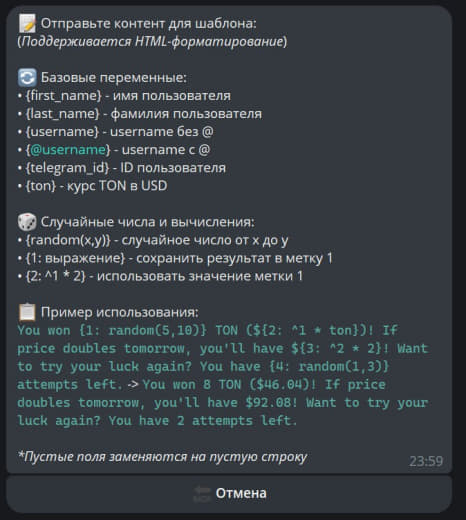 Отправьте контент для шаблона:
(Поддерживается HTML-форматирование)
Базовые переменные:
• {first_name} - имя пользователя
• {last_name} - фамилия пользователя
• {username} - username без @
• {@username} - username с @
• {telegram_id} - ID пользователя
• {ton} - курс TON в USD
Случайные числа и вычисления:
• {random(x,y)} - случайное число от x до y
• {1: выражение} - сохранить результат в метку 1
• {2: ^1 * 2} - использовать значение метки 1
Пример использования:
You won {1: random(5,10)} TON (${2: ^1 * ton})! If
price doubles tomorrow, you'll have ${3: ^2 * 2}! Want
to try your luck again? You have {4: random(1,3)}
attempts left. -> You won 8 TON ($46.04)! If price
doubles tomorrow, you'll have $92.08! Want to try your
luck again? You have 2 attempts left.
*Пустые поля заменяются на пустую строку
23:59
Отмена